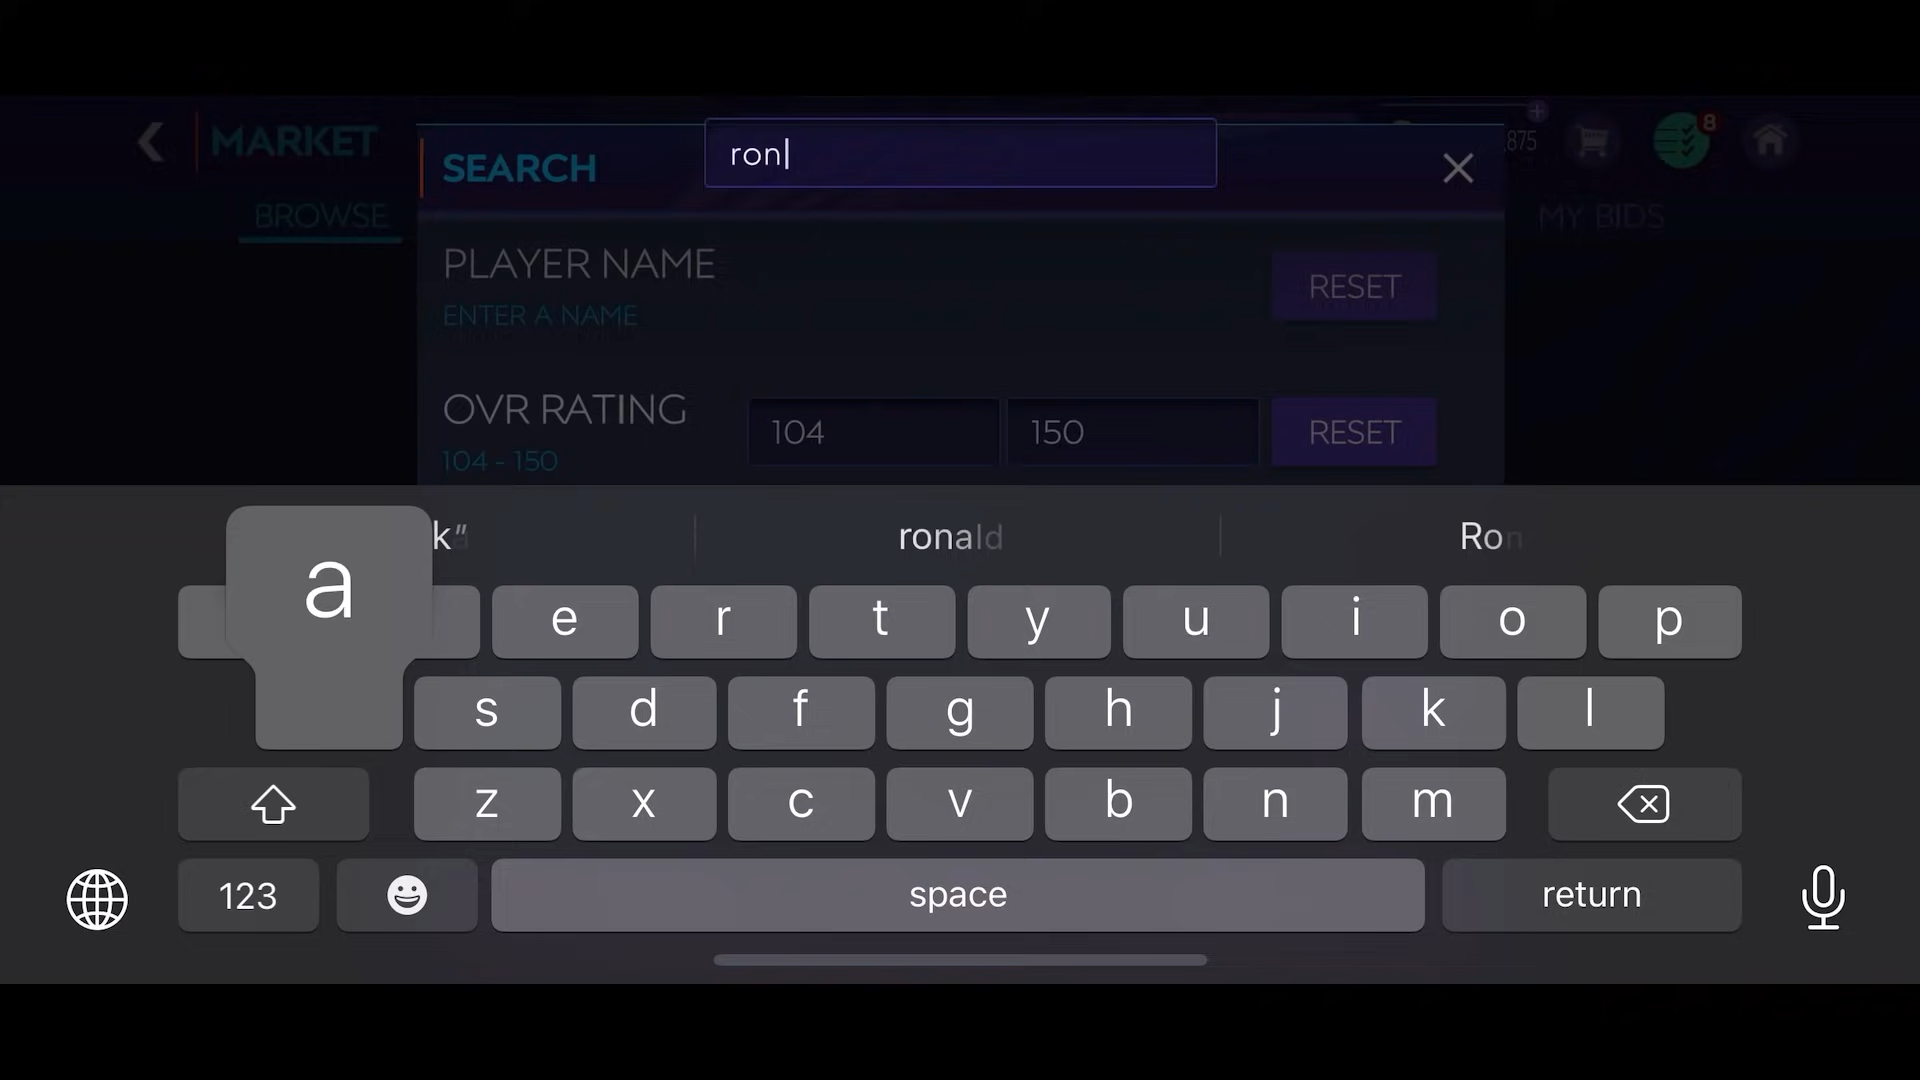 MARKET
SEARCH
ron
875
8
BROWSE
MY BIDS
PLAYER NAME
RESET
ENTER A NAME
OVR RATING
104
150
RESET
104 - 150
k"
ronald
Ron
a
e r t y u i o p
s d f g h j k l
z x c v b n m
123
space
return